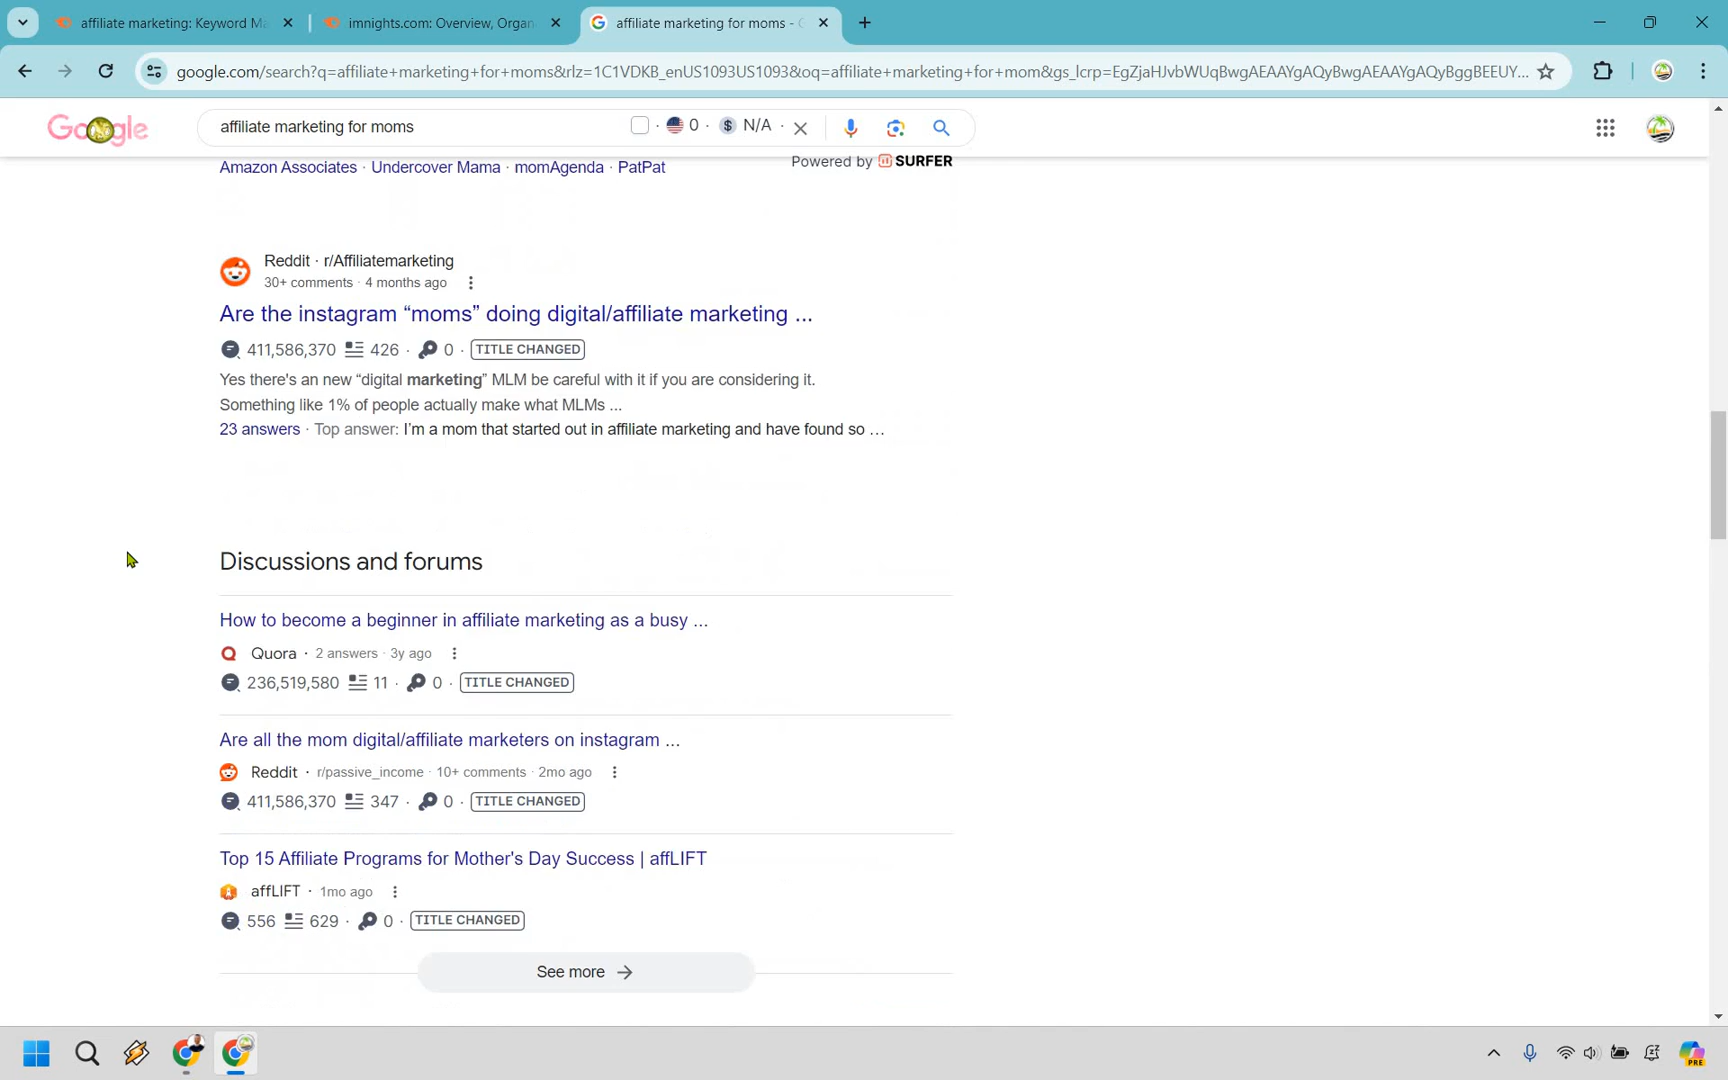 affiliate marketing: Keyword Ma
imnights.com: Overview, Organ
affiliate marketing for moms - G
google.com/search?q=affiliate+marketing+for+moms&rlz=1C1VDKB_enUS1093US1093&oq=affiliate+marketing+for+mom&gs_lcrp=EgZjaHJvbWUqBwgAEAAYgAQyBwgAEAAYgAQyBggBEEUY...
Google
affiliate marketing for moms
· 0 · N/A ·
Amazon Associates · Undercover Mama · momAgenda · PatPat
Powered by SURFER
Reddit · r/Affiliatemarketing
30+ comments · 4 months ago
Are the instagram “moms” doing digital/affiliate marketing ...
411,586,370 426 · 0 · TITLE CHANGED
Yes there's an new “digital marketing” MLM be careful with it if you are considering it.
Something like 1% of people actually make what MLMs ...
23 answers · Top answer: I’m a mom that started out in affiliate marketing and have found so ...
Discussions and forums
How to become a beginner in affiliate marketing as a busy ...
Quora · 2 answers · 3y ago
236,519,580 11 · 0 · TITLE CHANGED
Are all the mom digital/affiliate marketers on instagram ...
Reddit · r/passive_income · 10+ comments · 2mo ago
411,586,370 347 · 0 · TITLE CHANGED
Top 15 Affiliate Programs for Mother's Day Success | affLIFT
affLIFT · 1mo ago
556 629 · 0 · TITLE CHANGED
See more
PRE